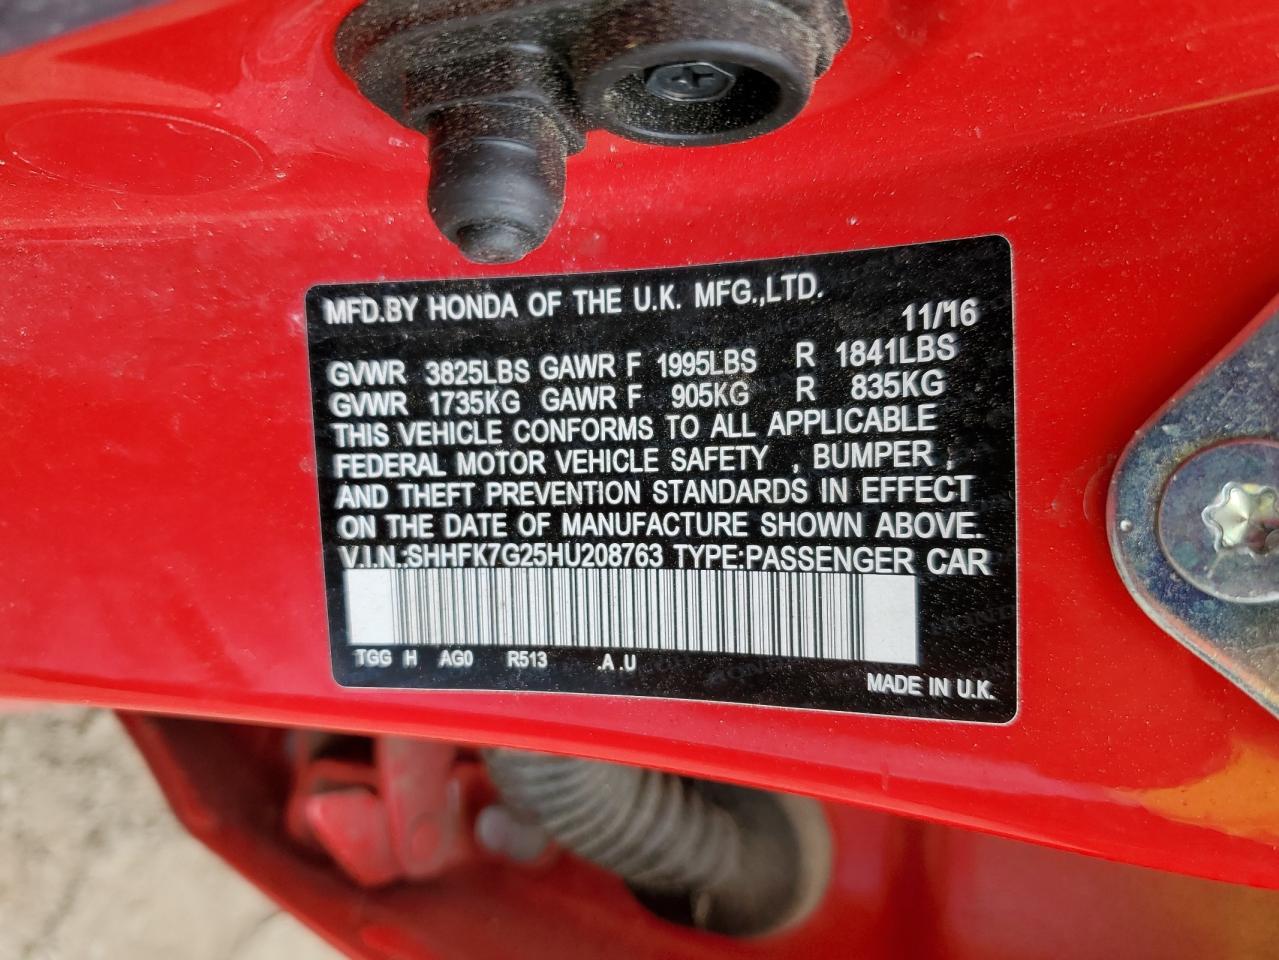 MFD.BY HONDA OF THE U.K. MFG.,LTD.
11/16
GVWR 3825LBS GAWR F 1995LBS R 1841LBS
GVWR 1735KG GAWR F 905KG R 835KG
THIS VEHICLE CONFORMS TO ALL APPLICABLE
FEDERAL MOTOR VEHICLE SAFETY , BUMPER ,
AND THEFT PREVENTION STANDARDS IN EFFECT
ON THE DATE OF MANUFACTURE SHOWN ABOVE.
V.I.N.:SHHFK7G25HU208763 TYPE:PASSENGER CAR
TGG H AG0 R513 .A .U
MADE IN U.K.